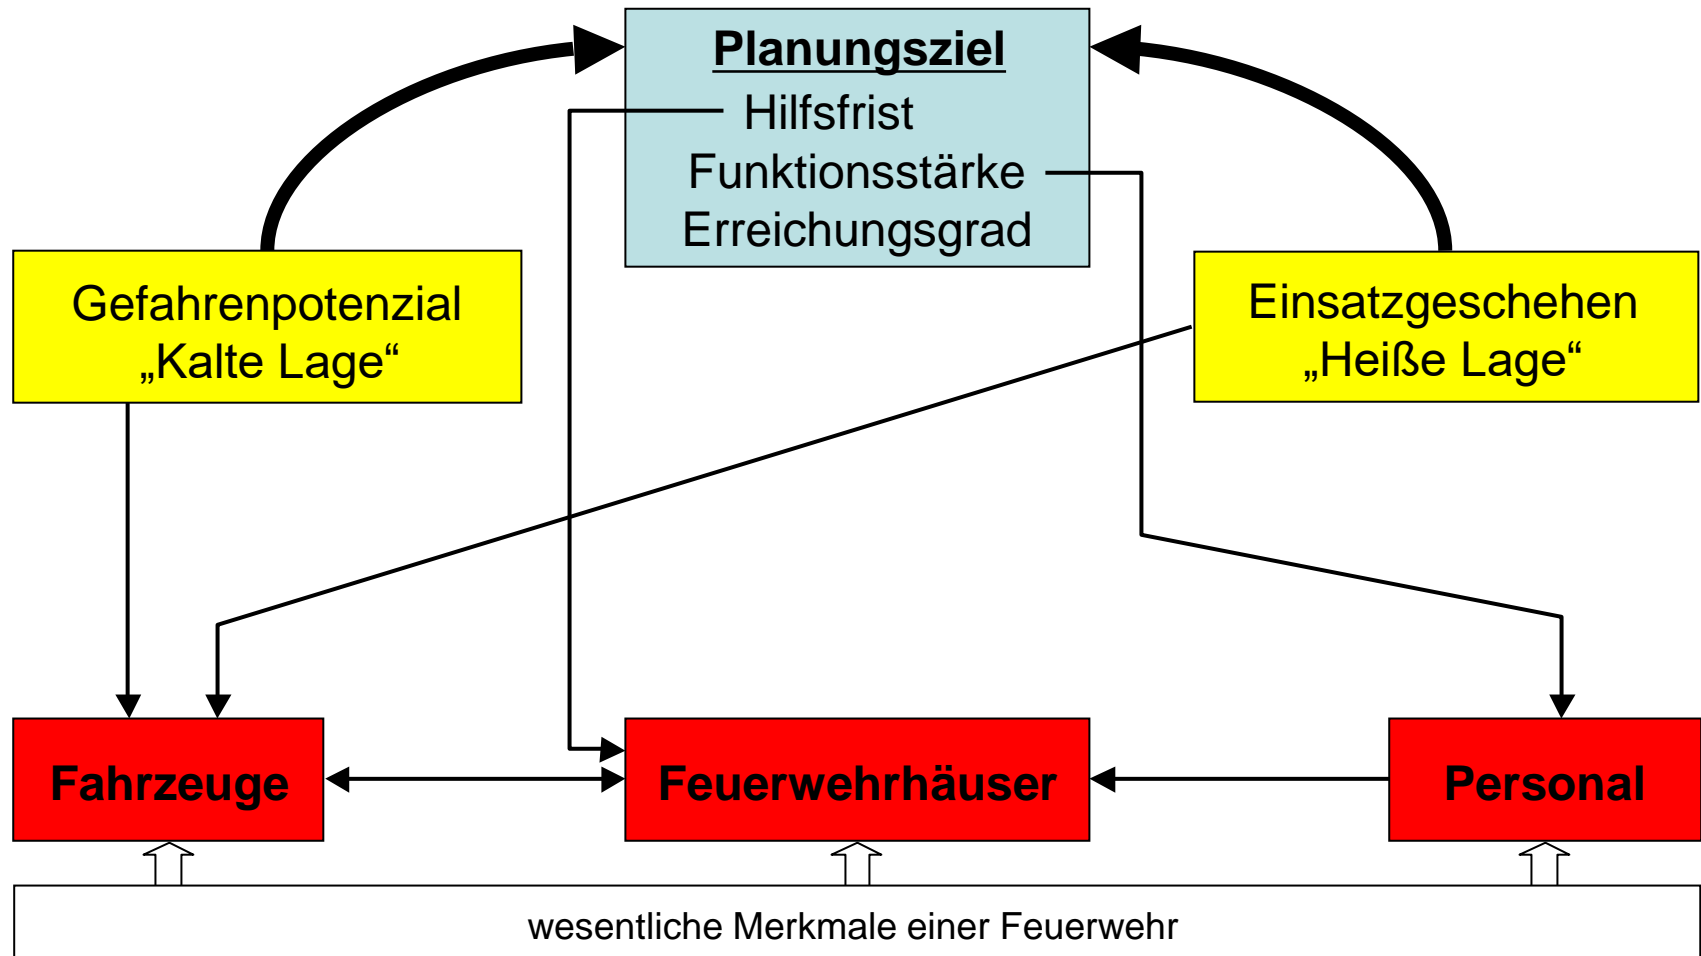 Planungsziel
Hilfsfrist
Funktionsstärke
Erreichungsgrad
Gefahrenpotenzial
„Kalte Lage“
Einsatzgeschehen
„Heiße Lage“
Fahrzeuge
Feuerwehrhäuser
Personal
wesentliche Merkmale einer Feuerwehr